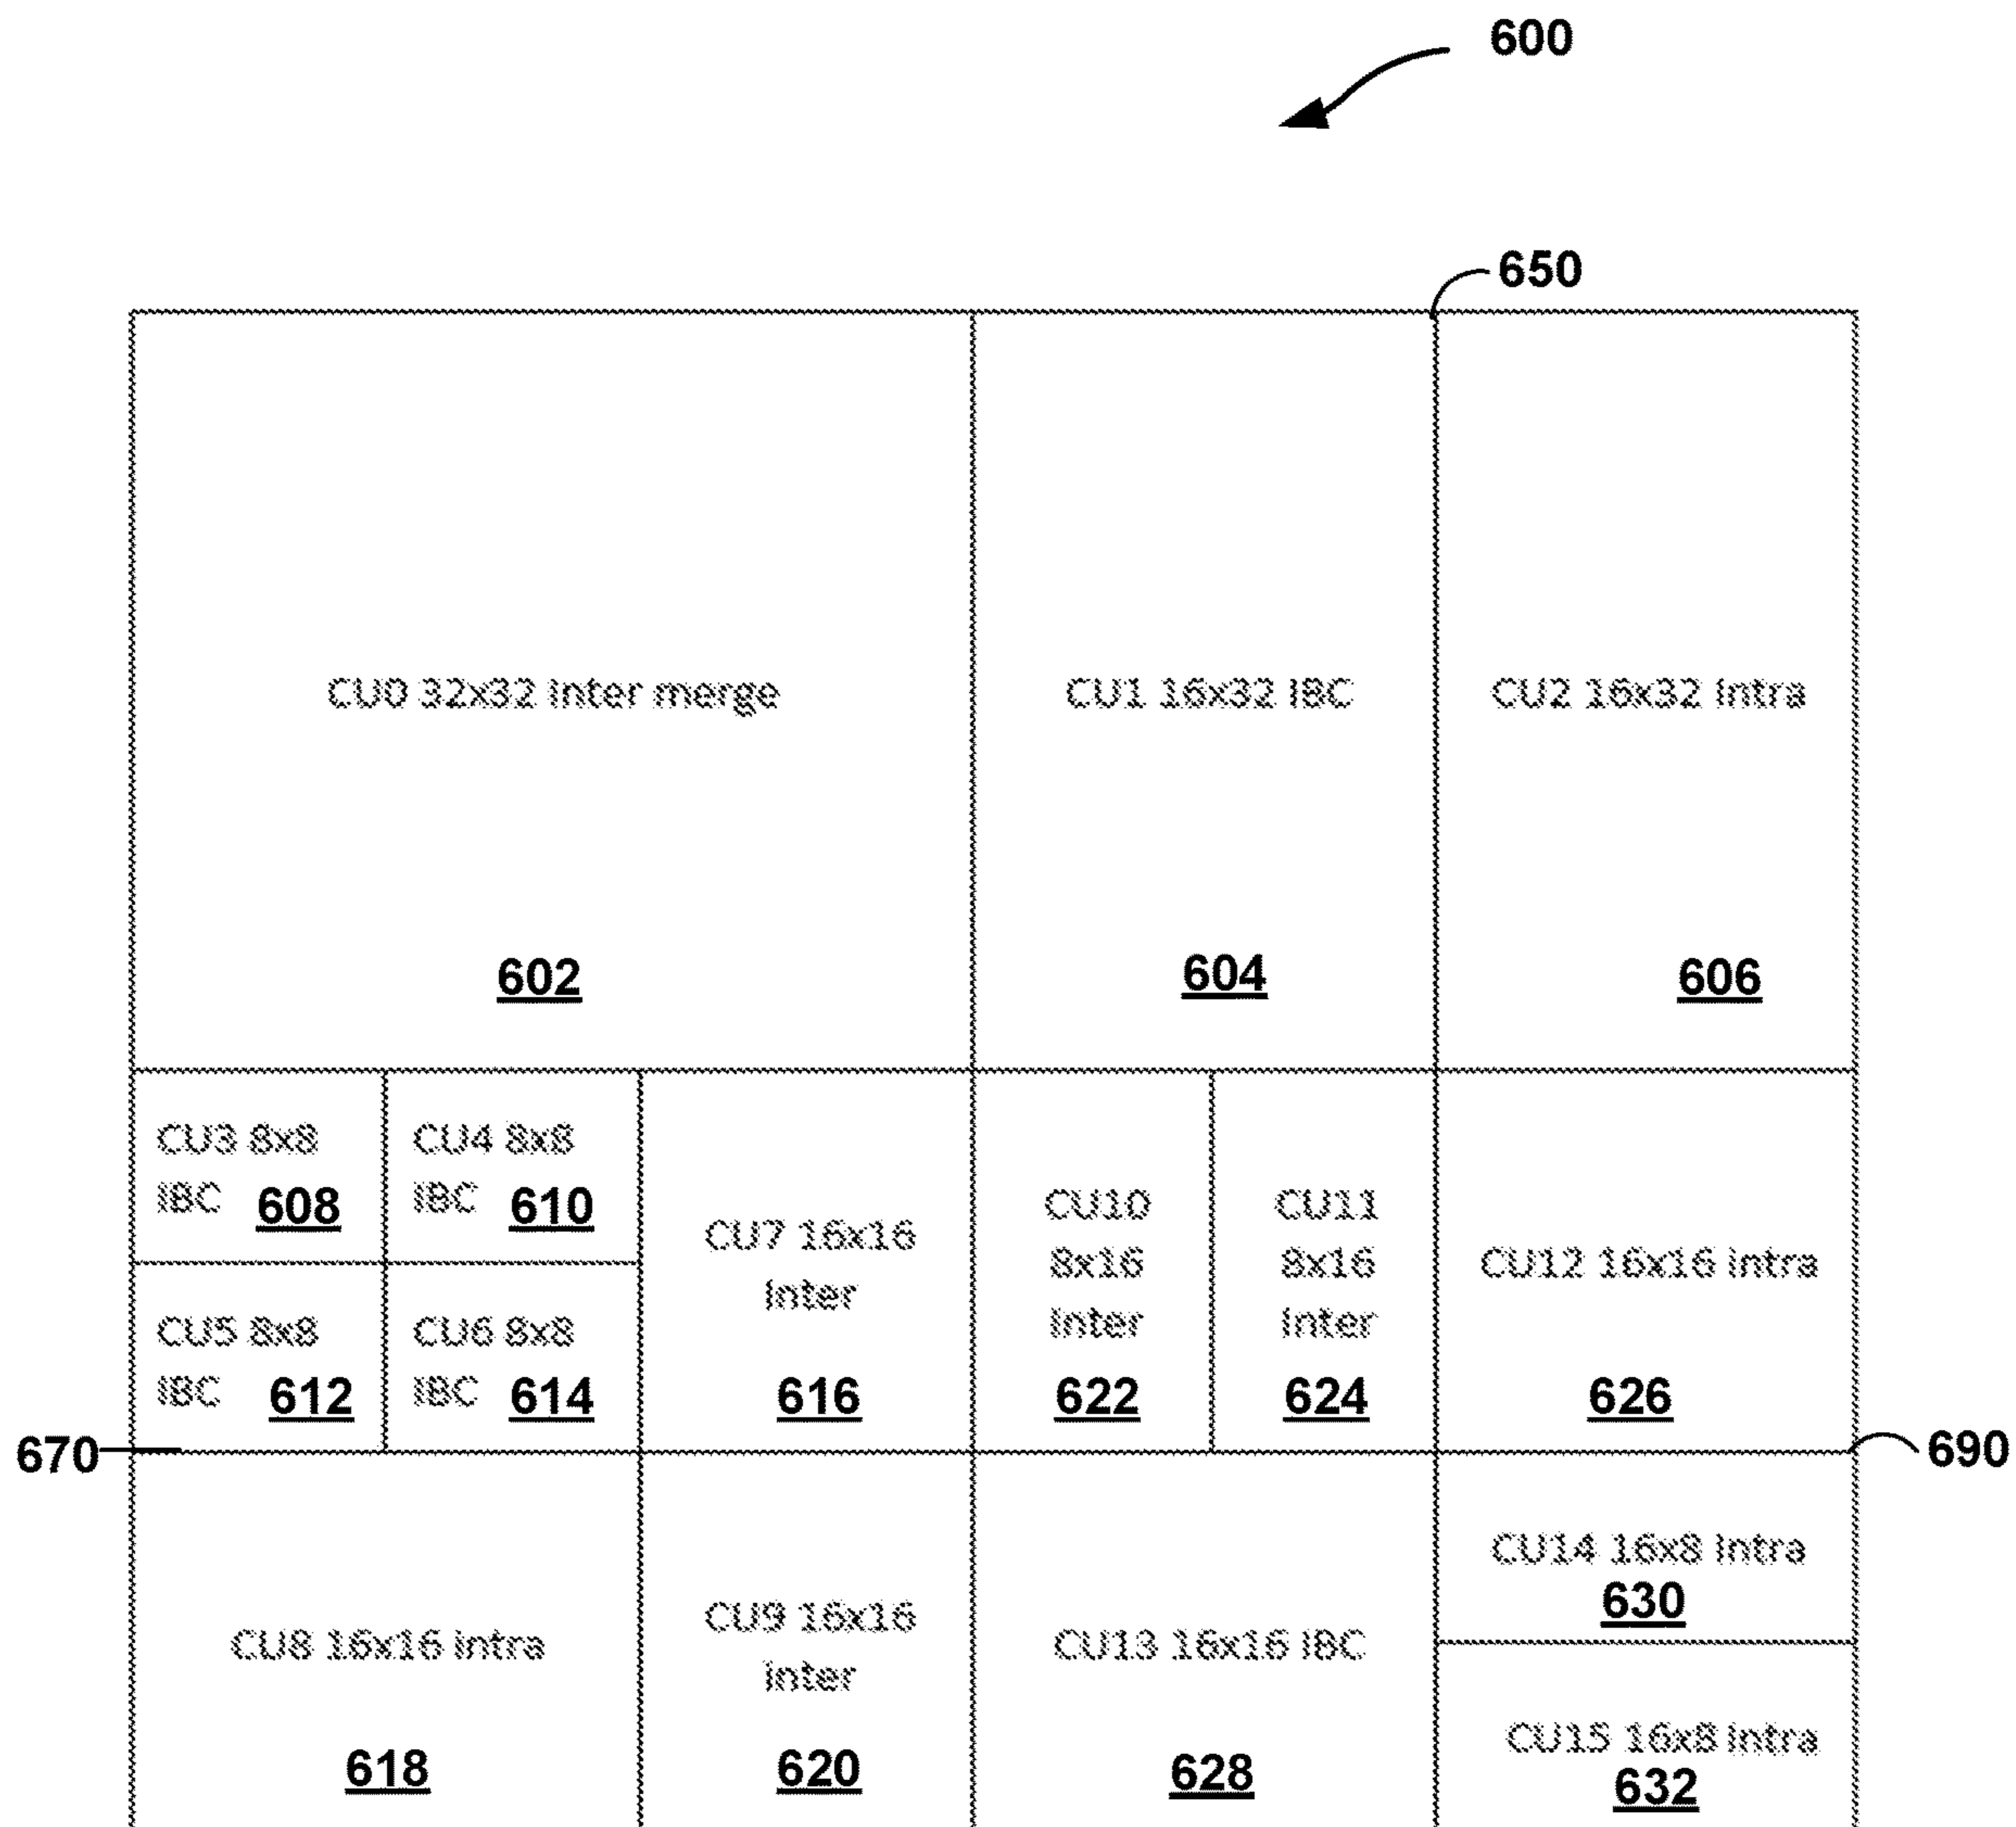 600
650
CU0 32x32 Inter merge
602
CU1 16x32 IBC
604
CU2 16x32 Intra
606
CU3 8x8
IBC 608
CU4 8x8
IBC 610
CU5 8x8
IBC 612
CU6 8x8
IBC 614
CU7 16x16
Inter
616
CU10
8x16
Inter
622
CU11
8x16
Inter
624
CU12 16x16 intra
626
670
690
CU8 16x16 intra
618
CU9 16x16
inter
620
CU13 16x16 IBC
628
CU14 16x8 Intra
630
CU15 16x8 intra
632